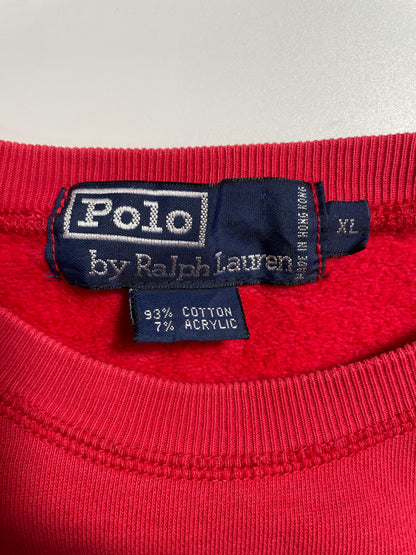 Polo
by Ralph Lauren
MADE IN HONG KONG
XL
93% COTTON
7% ACRYLIC